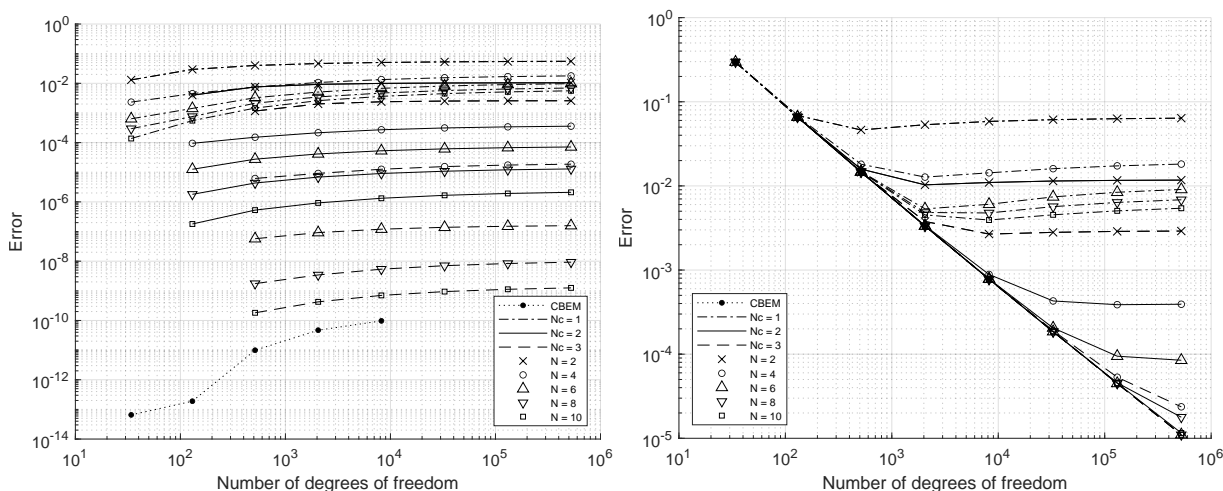 10^0
10^-2
10^-4
10^-6
10^-8
10^-10
10^-12
10^-14
Error
10^1 10^2 10^3 10^4 10^5 10^6
Number of degrees of freedom
CBEM
Nc = 1
Nc = 2
Nc = 3
N = 2
N = 4
N = 6
N = 8
N = 10
10^0
10^-1
10^-2
10^-3
10^-4
10^-5
Error
10^1 10^2 10^3 10^4 10^5 10^6
Number of degrees of freedom
CBEM
Nc = 1
Nc = 2
Nc = 3
N = 2
N = 4
N = 6
N = 8
N = 10